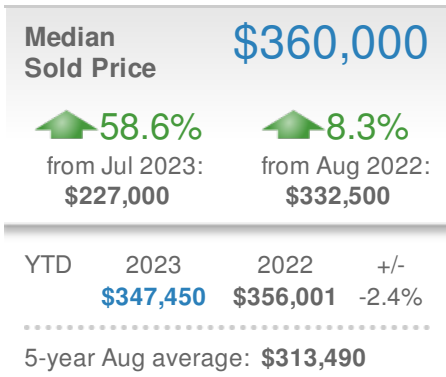 Median
Sold Price
$360,000
58.6%
from Jul 2023:
$227,000
8.3%
from Aug 2022:
$332,500
YTD 2023 2022 +/-
$347,450 $356,001 -2.4%
5-year Aug average: $313,490